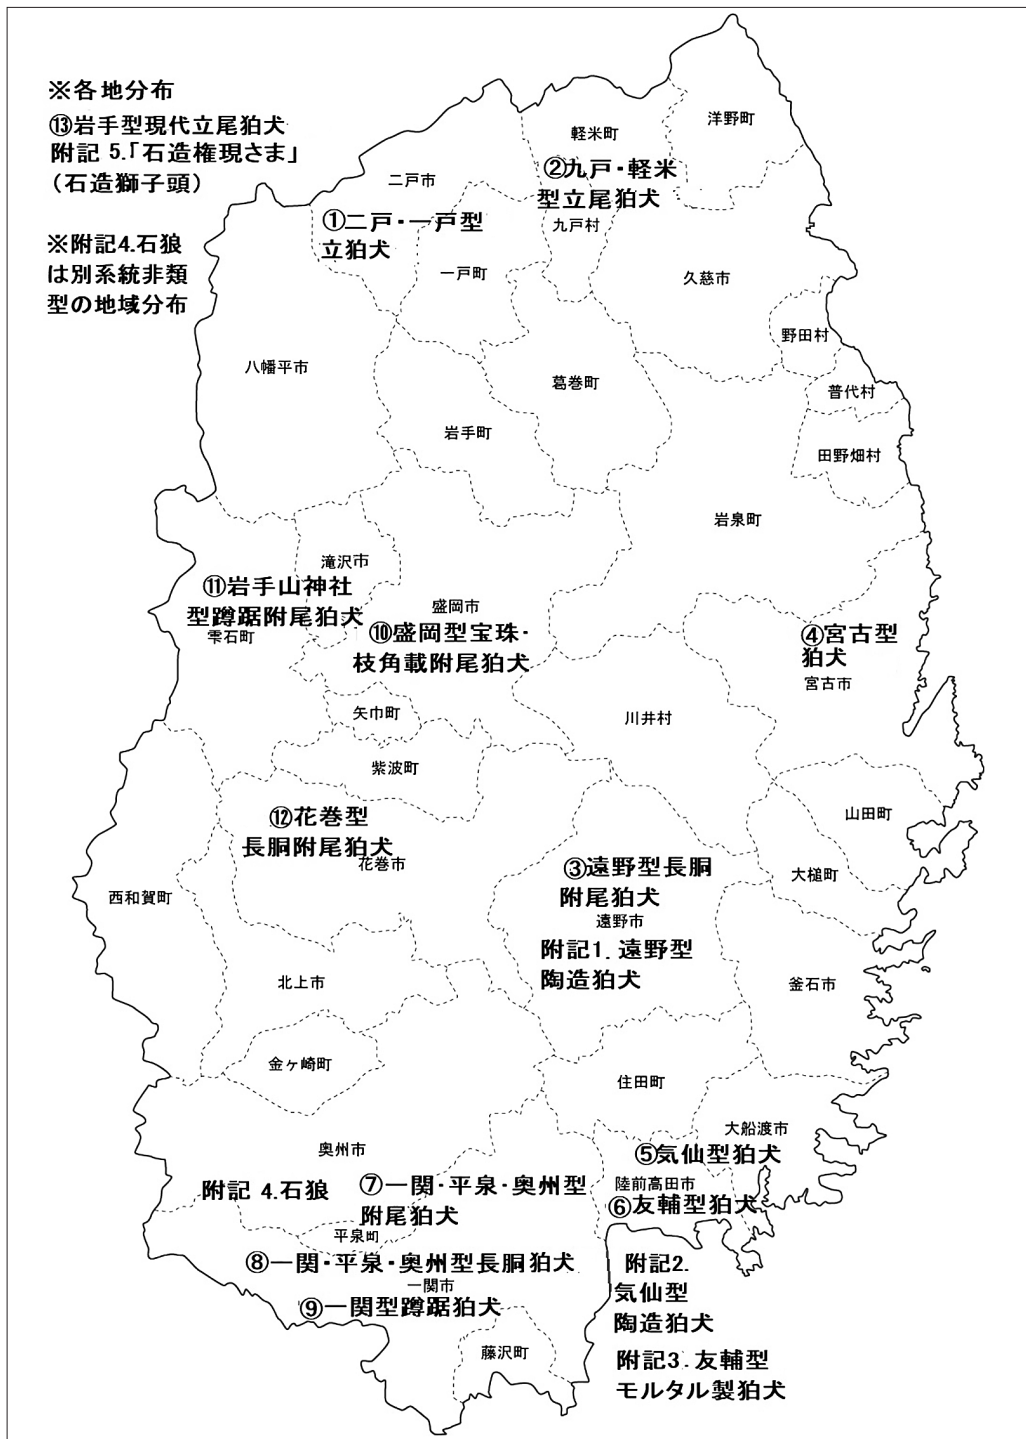 ※各地分布
⑬岩手型現代立尾狛犬
附記 5.「石造権現さま」
（石造獅子頭）
※附記4.石狼
は別系統非類
型の地域分布
洋野町
軽米町
②九戸・軽米
型立尾狛犬
九戸村
二戸市
①二戸・一戸型
立狛犬
一戸町
久慈市
野田村
八幡平市
葛巻町
普代村
岩手町
田野畑村
岩泉町
滝沢市
⑪岩手山神社
型蹲踞附尾狛犬
雫石町
盛岡市
⑩盛岡型宝珠・
枝角載附尾狛犬
④宮古型
狛犬
宮古市
矢巾町
川井村
紫波町
山田町
⑫花巻型
長胴附尾狛犬
花巻市
③遠野型長胴
附尾狛犬
遠野市
附記1.遠野型
陶造狛犬
大槌町
西和賀町
北上市
釜石市
金ヶ崎町
住田町
大船渡市
⑤気仙型狛犬
陸前高田市
⑥友輔型狛犬
奥州市
附記 4.石狼
⑦一関・平泉・奥州型
附尾狛犬
平泉町
⑧一関・平泉・奥州型長胴狛犬
一関市
⑨一関型蹲踞狛犬
藤沢町
附記2.
気仙型
陶造狛犬
附記3.友輔型
モルタル製狛犬